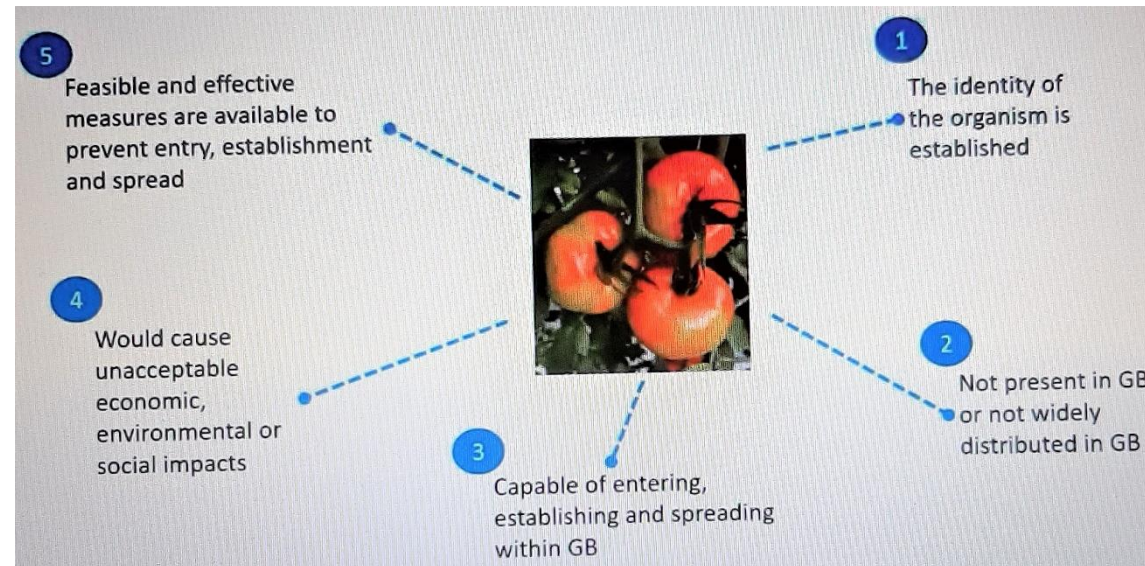 1
The identity of
the organism is
established
2
Not present in GB
or not widely
distributed in GB
3
Capable of entering,
establishing and spreading
within GB
4
Would cause
unacceptable
economic,
environmental or
social impacts
5
Feasible and effective
measures are available to
prevent entry, establishment
and spread